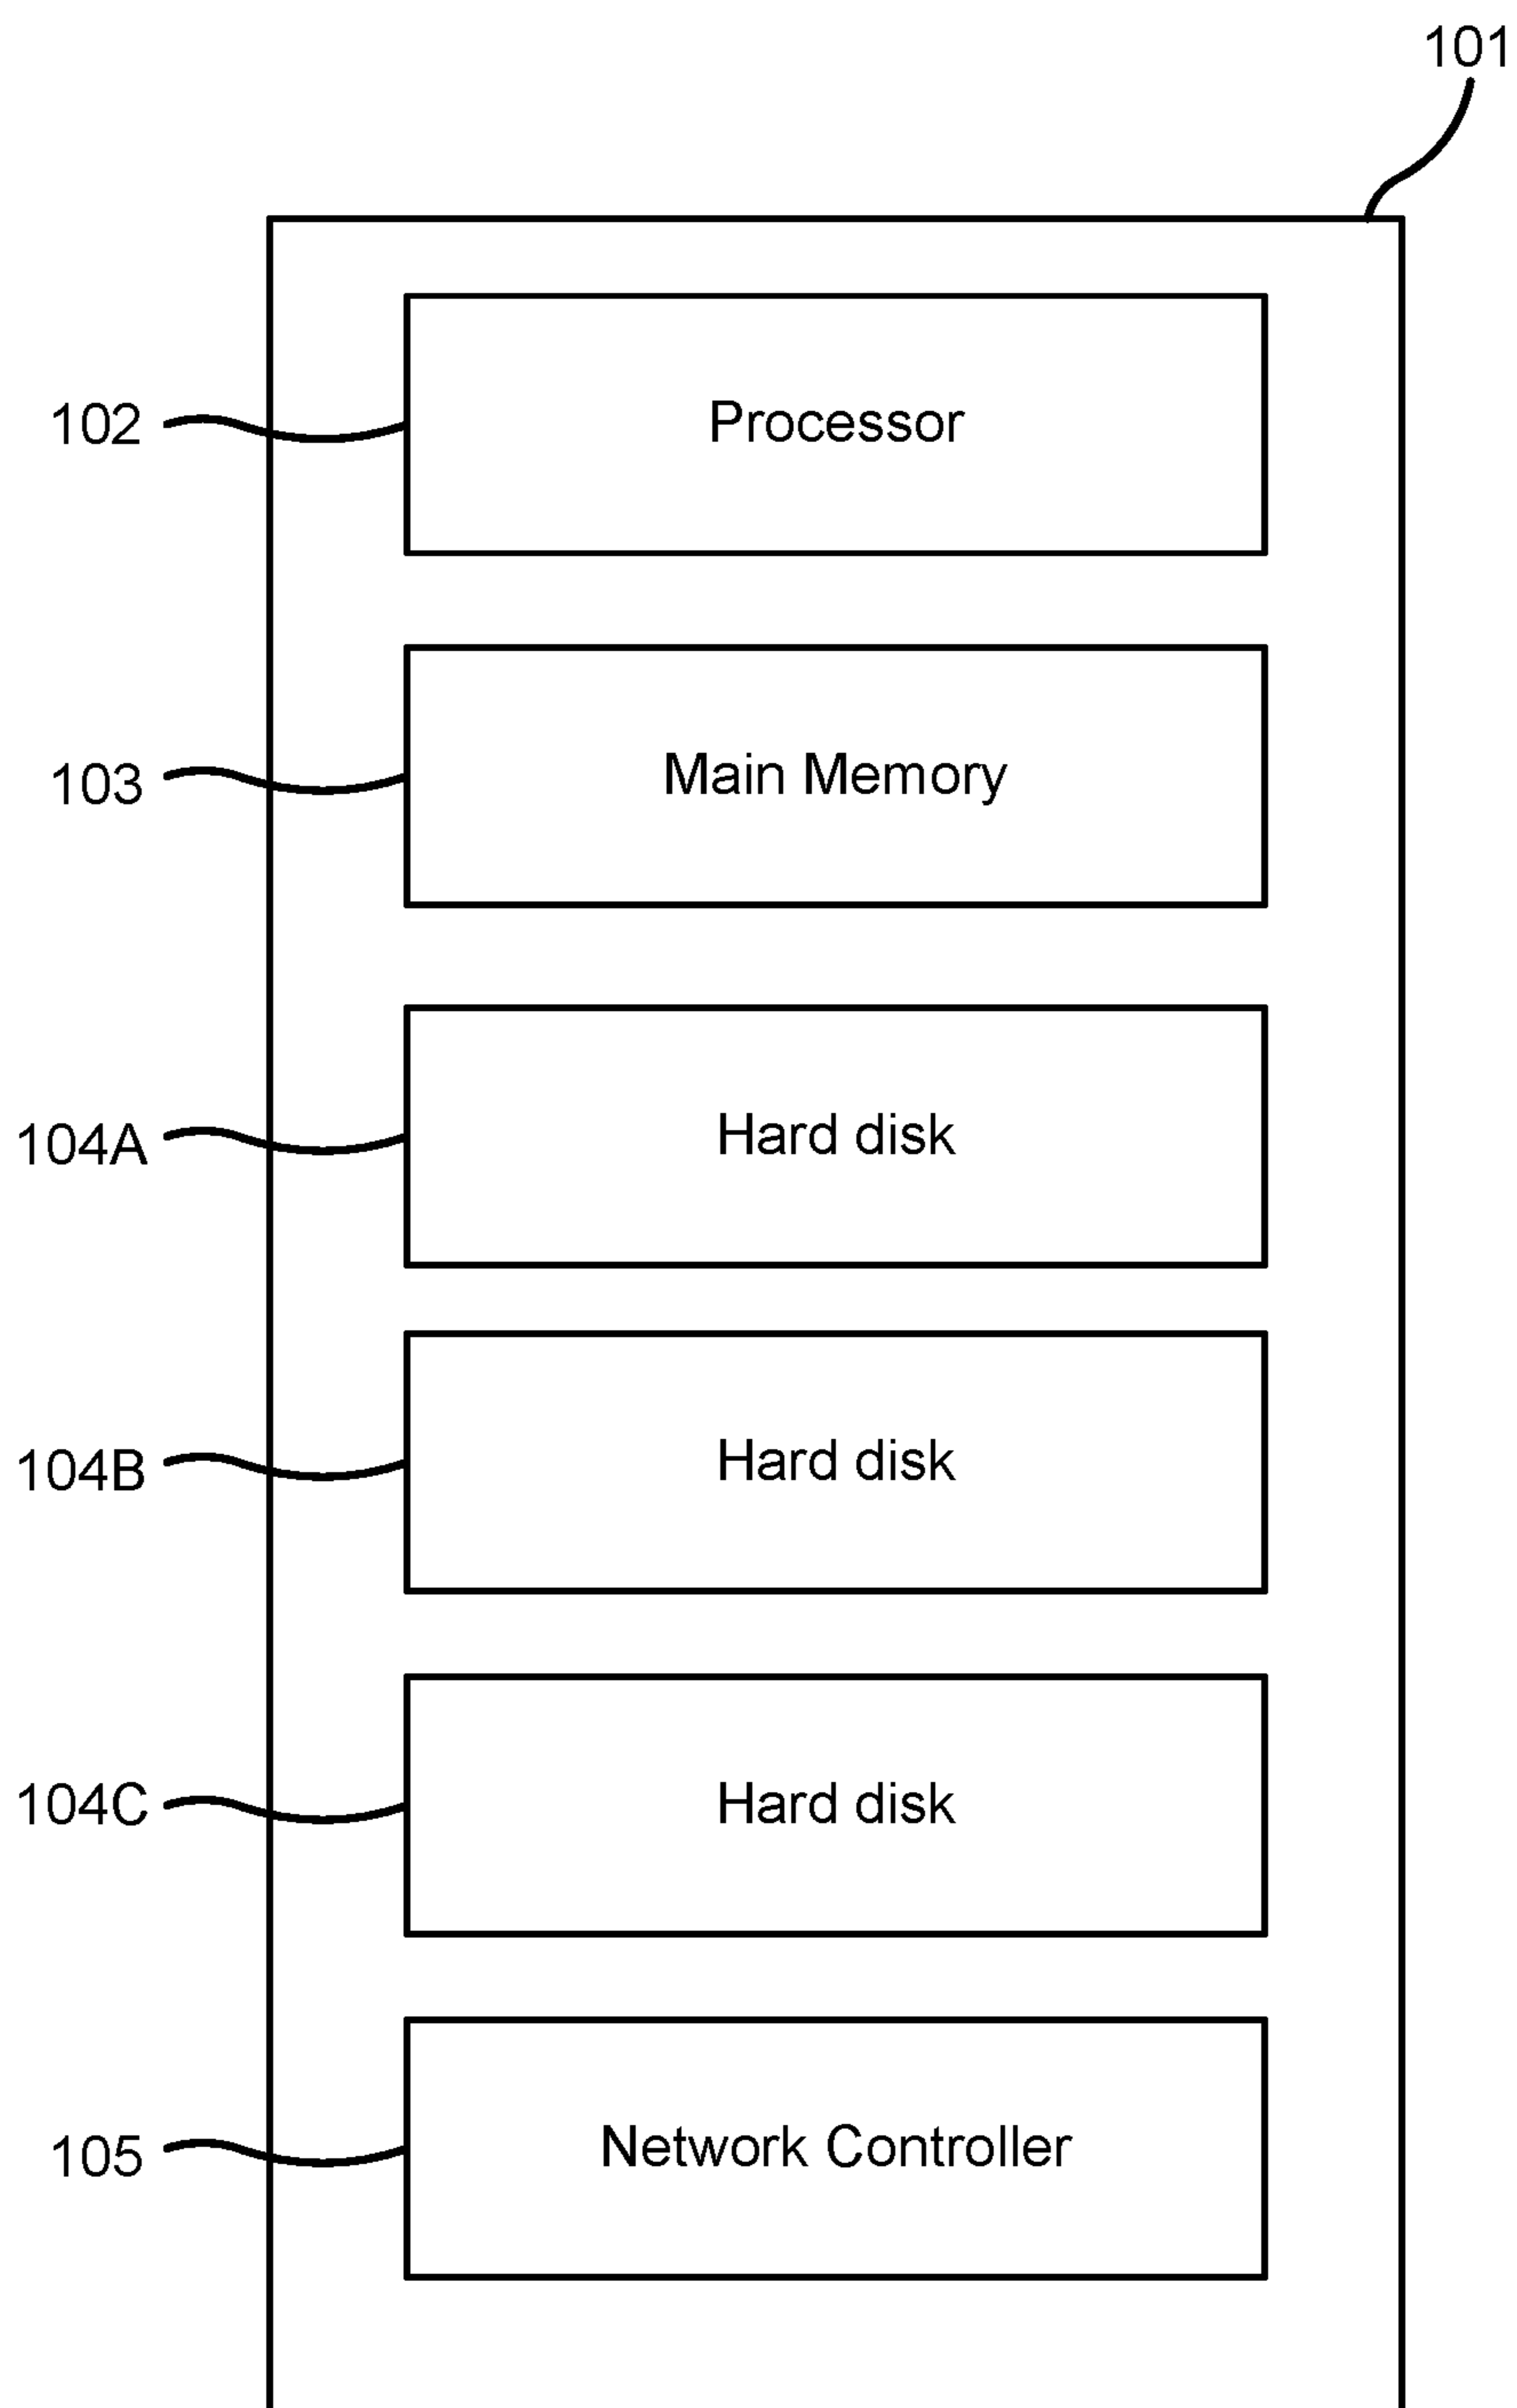 101
102
Processor
103
Main Memory
104A
Hard disk
104B
Hard disk
104C
Hard disk
105
Network Controller